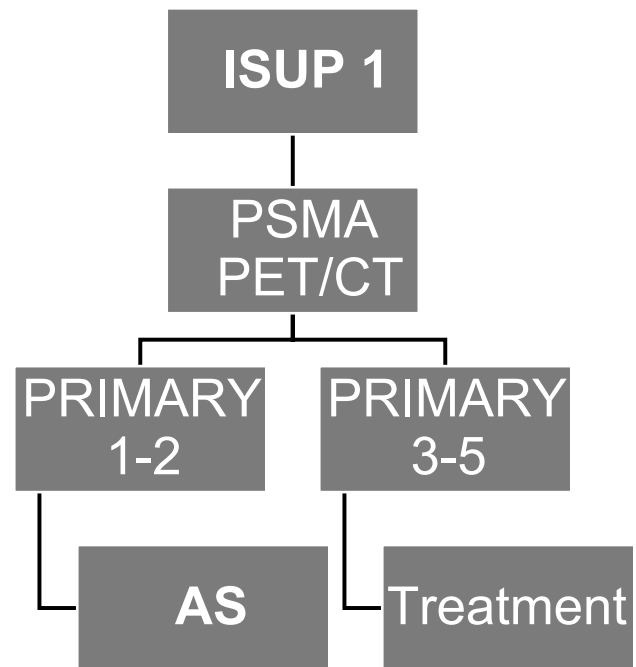 ISUP 1
PSMA
PET/CT
PRIMARY
1-2
PRIMARY
3-5
AS
Treatment